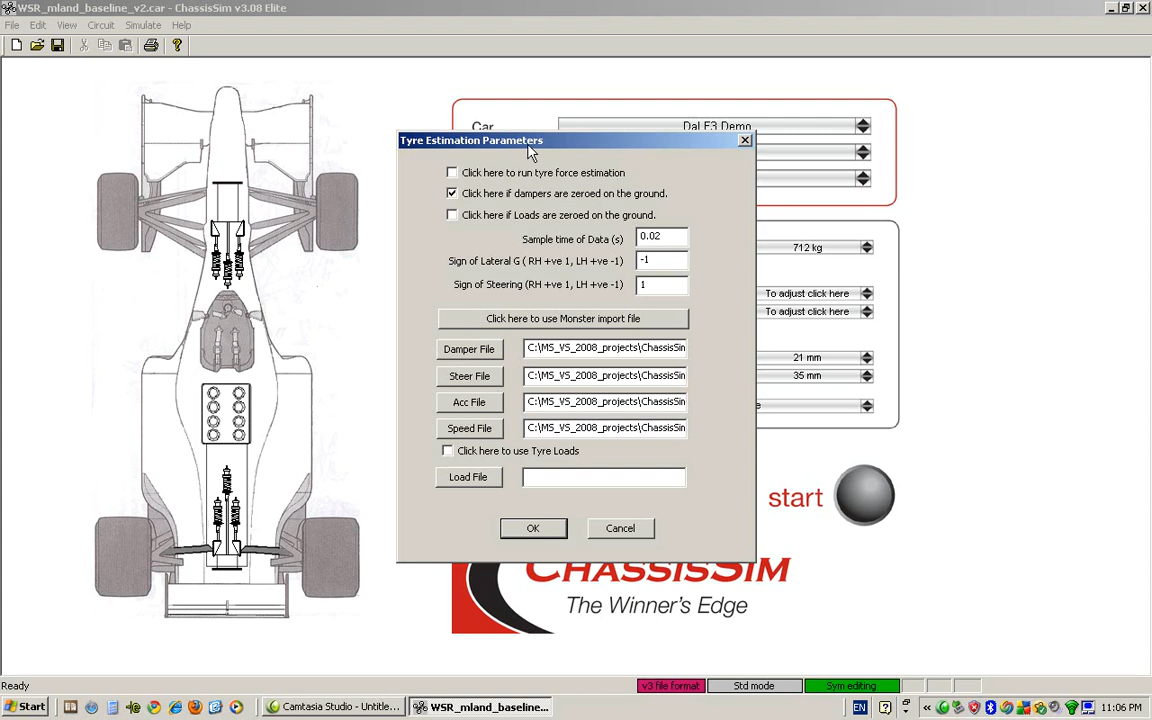 WSR_mland_baseline_v2.car - ChassisSim v3.08 Elite
File Edit View Circuit Simulate Help
Car Dal F3 Demo
Tyre Estimation Parameters
Click here to run tyre force estimation
Click here if dampers are zeroed on the ground.
Click here if Loads are zeroed on the ground.
Sample time of Data (s) 0.02
Sign of Lateral G ( RH +ve 1, LH +ve -1) -1
Sign of Steering (RH +ve 1, LH +ve -1) 1
Click here to use Monster import file
Damper File C:\MS_VS_2008_projects\ChassisSin
Steer File C:\MS_VS_2008_projects\ChassisSin
Acc File C:\MS_VS_2008_projects\ChassisSin
Speed File C:\MS_VS_2008_projects\ChassisSin
Click here to use Tyre Loads
Load File
OK Cancel
712 kg
To adjust click here
To adjust click here
21 mm
35 mm
e
start
CHASSISSIM
The Winner's Edge
Ready v3 file format Std mode Sym editing
Start Camtasia Studio - Untitle... WSR_mland_baseline... EN 11:06 PM